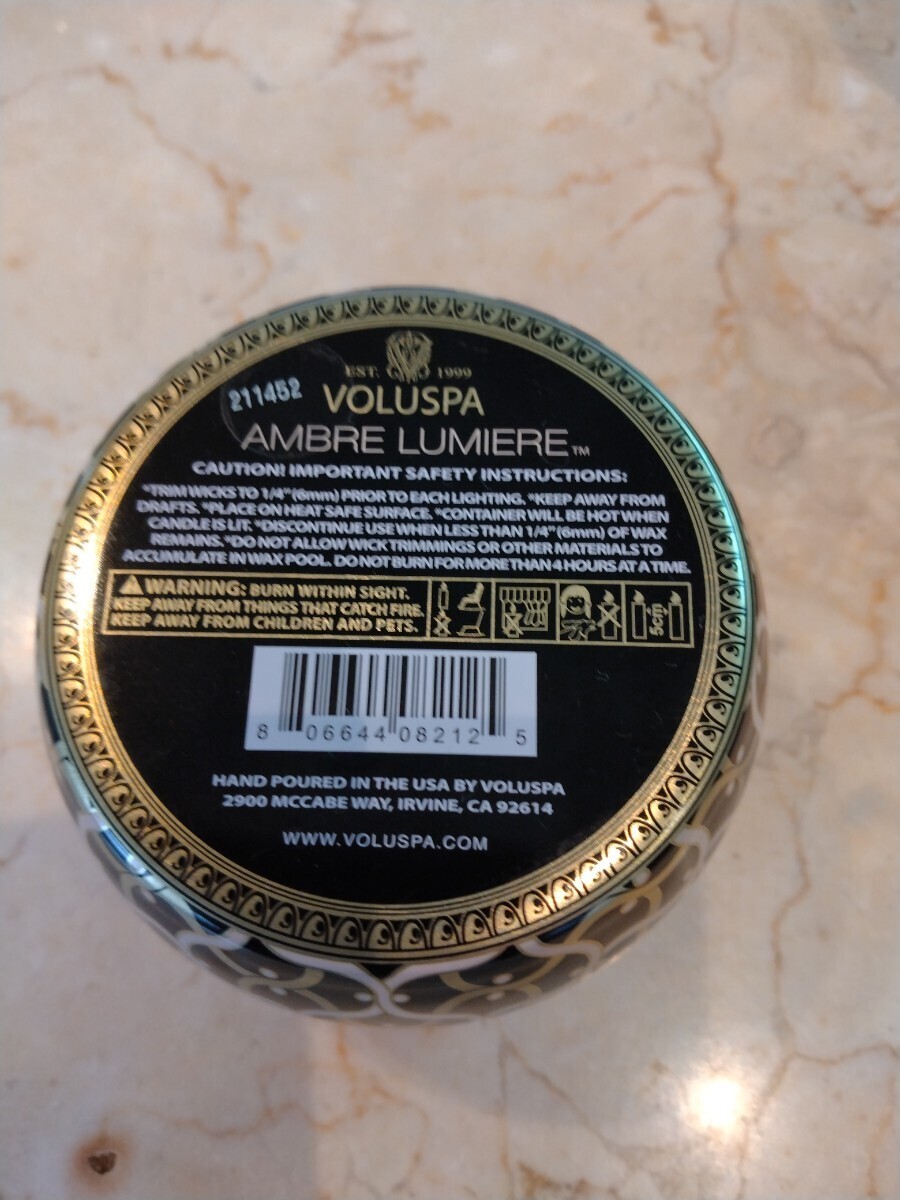 EST. 1999
211452
VOLUSPA
AMBRE LUMIERE™
CAUTION! IMPORTANT SAFETY INSTRUCTIONS:
*TRIM WICKS TO 1/4" (6mm) PRIOR TO EACH LIGHTING. *KEEP AWAY FROM
DRAFTS. *PLACE ON HEAT SAFE SURFACE. *CONTAINER WILL BE HOT WHEN
CANDLE IS LIT. *DISCONTINUE USE WHEN LESS THAN 1/4" (6mm) OF WAX
REMAINS. *DO NOT ALLOW WICK TRIMMINGS OR OTHER MATERIALS TO
ACCUMULATE IN WAX POOL. DO NOT BURN FOR MORE THAN 4 HOURS AT A TIME.
WARNING: BURN WITHIN SIGHT.
KEEP AWAY FROM THINGS THAT CATCH FIRE.
KEEP AWAY FROM CHILDREN AND PETS.
5cm
8 06644 08212 5
HAND POURED IN THE USA BY VOLUSPA
2900 MCCABE WAY, IRVINE, CA 92614
WWW.VOLUSPA.COM